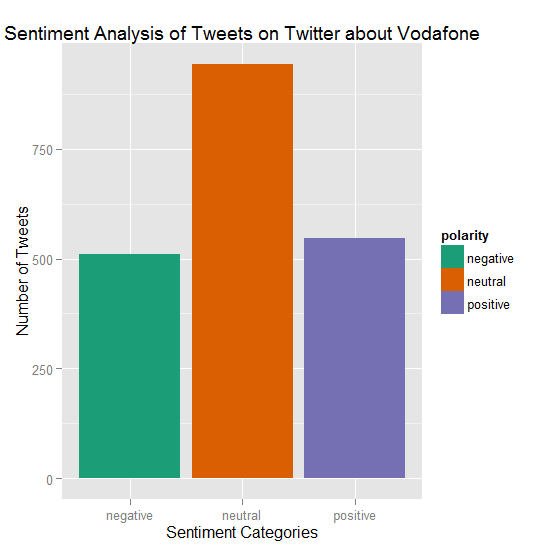 Sentiment Analysis of Tweets on Twitter about Vodafone
Number of Tweets
750
500
250
0
negative
neutral
positive
Sentiment Categories
polarity
negative
neutral
positive